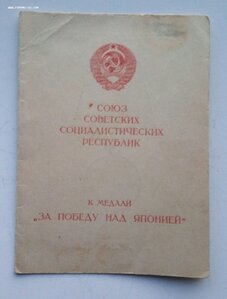 СОЮЗ
СОВЕТСКИХ
СОЦИАЛИСТИЧЕСКИХ
РЕСПУБЛИК
К МЕДАЛИ
„ЗА ПОБЕДУ НАД ЯПОНИЕЙ"